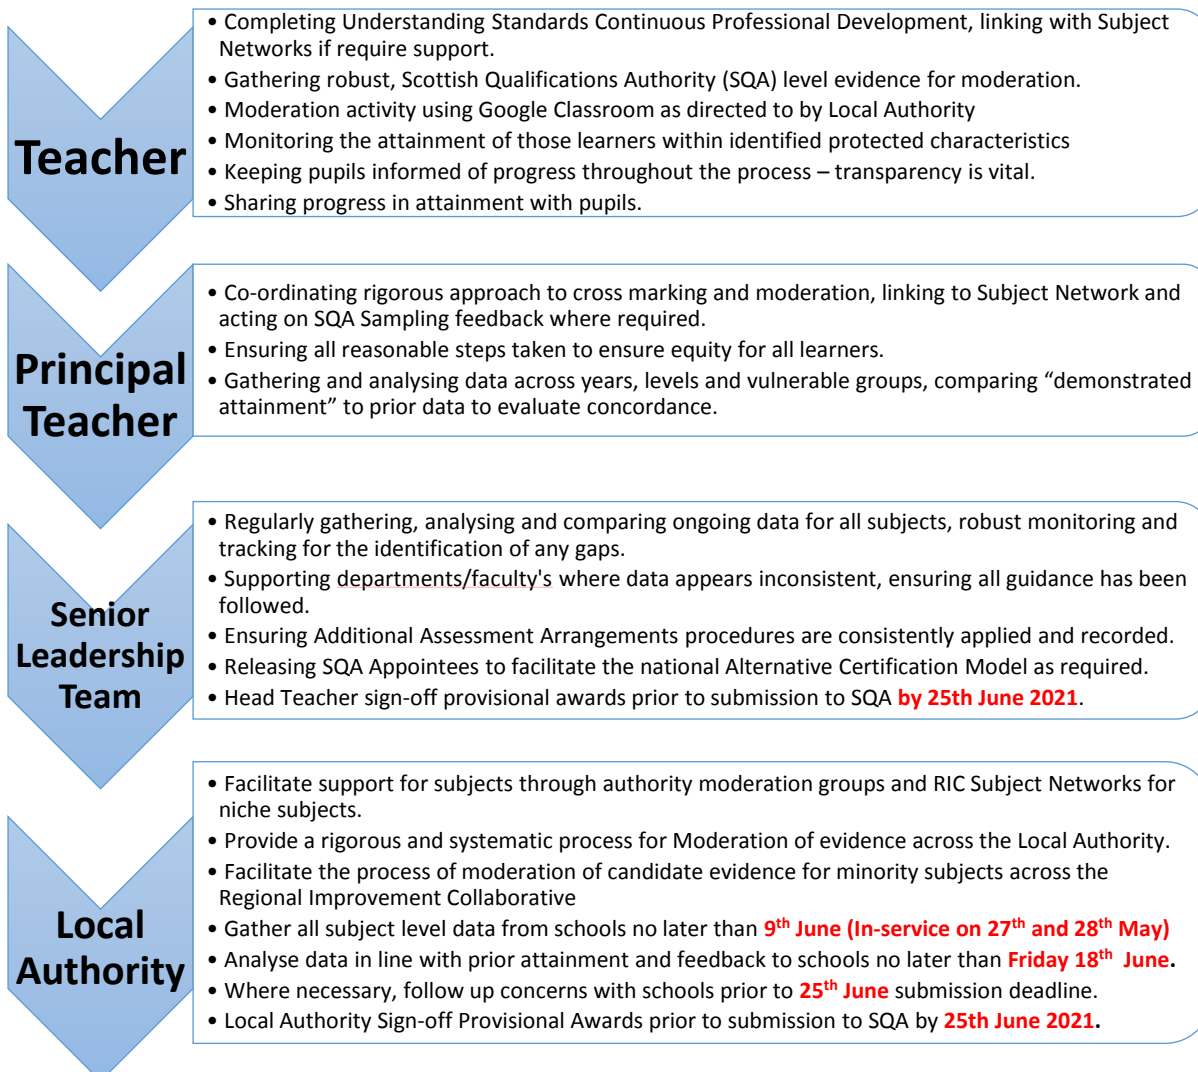 Teacher
• Completing Understanding Standards Continuous Professional Development, linking with Subject
Networks if require support.
• Gathering robust, Scottish Qualifications Authority (SQA) level evidence for moderation.
• Moderation activity using Google Classroom as directed to by Local Authority
• Monitoring the attainment of those learners within identified protected characteristics
• Keeping pupils informed of progress throughout the process – transparency is vital.
• Sharing progress in attainment with pupils.
Principal
Teacher
• Co-ordinating rigorous approach to cross marking and moderation, linking to Subject Network and
acting on SQA Sampling feedback where required.
• Ensuring all reasonable steps taken to ensure equity for all learners.
• Gathering and analysing data across years, levels and vulnerable groups, comparing “demonstrated
attainment” to prior data to evaluate concordance.
Senior
Leadership
Team
• Regularly gathering, analysing and comparing ongoing data for all subjects, robust monitoring and
tracking for the identification of any gaps.
• Supporting departments/faculty's where data appears inconsistent, ensuring all guidance has been
followed.
• Ensuring Additional Assessment Arrangements procedures are consistently applied and recorded.
• Releasing SQA Appointees to facilitate the national Alternative Certification Model as required.
• Head Teacher sign-off provisional awards prior to submission to SQA by 25th June 2021.
Local
Authority
• Facilitate support for subjects through authority moderation groups and RIC Subject Networks for
niche subjects.
• Provide a rigorous and systematic process for Moderation of evidence across the Local Authority.
• Facilitate the process of moderation of candidate evidence for minority subjects across the
Regional Improvement Collaborative
• Gather all subject level data from schools no later than 9th June (In-service on 27th and 28th May)
• Analyse data in line with prior attainment and feedback to schools no later than Friday 18th June.
• Where necessary, follow up concerns with schools prior to 25th June submission deadline.
• Local Authority Sign-off Provisional Awards prior to submission to SQA by 25th June 2021.